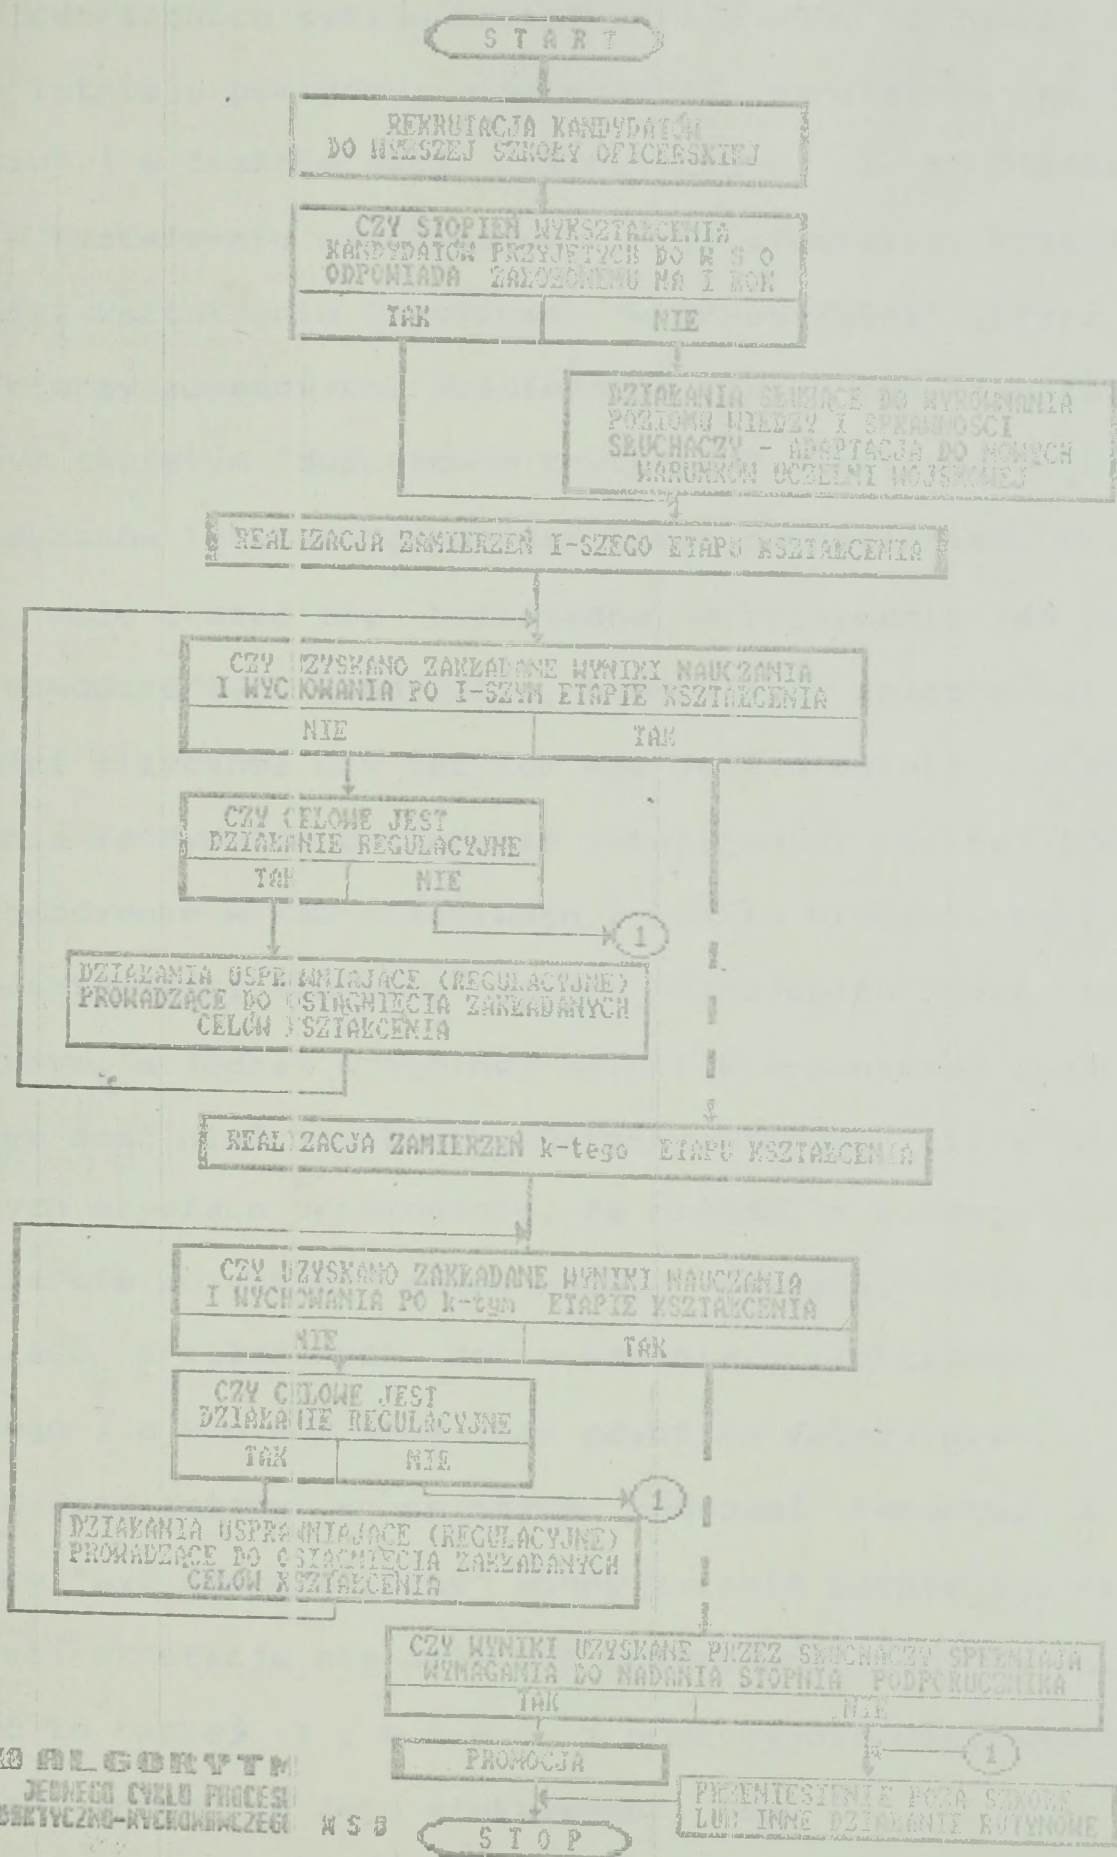 START
REKRUTACJA KANDYDATÓW
DO WYŻSZEJ SZKOŁY OFICERSKIEJ
CZY STOPIEŃ WYKSZTAŁCENIA
KANDYDATÓW PRZYJĘTYCH DO W S O
ODPOWIADA ZAŁOŻONEMU NA I ROK
TAK NIE
DZIAŁANIA SŁUŻĄCE DO WYRÓWNANIA
POZIOMU WIEDZY I SPRAWNOŚCI
SŁUCHACZY - ADAPTACJA DO NOWYCH
WARUNKÓW UCZELNI WOJSKOWEJ
REALIZACJA ZAMIERZEŃ I-SZEGO ETAPU KSZTAŁCENIA
CZY UZYSKANO ZAKŁADANE WYNIKI NAUCZANIA
I WYCHOWANIA PO I-SZYM ETAPIE KSZTAŁCENIA
NIE TAK
CZY CELOWE JEST
DZIAŁANIE REGULACYJNE
TAK NIE
1
DZIAŁANIA USPRAWNIAJĄCE (REGULACYJNE)
PROWADZĄCE DO OSIĄGNIĘCIA ZAKŁADANYCH
CELÓW KSZTAŁCENIA
REALIZACJA ZAMIERZEŃ k-tego ETAPU KSZTAŁCENIA
CZY UZYSKANO ZAKŁADANE WYNIKI NAUCZANIA
I WYCHOWANIA PO k-tym ETAPIE KSZTAŁCENIA
NIE TAK
CZY CELOWE JEST
DZIAŁANIE REGULACYJNE
TAK NIE
1
DZIAŁANIA USPRAWNIAJĄCE (REGULACYJNE)
PROWADZĄCE DO OSIĄGNIĘCIA ZAKŁADANYCH
CELÓW KSZTAŁCENIA
CZY WYNIKI UZYSKANE PRZEZ SŁUCHACZY SPEŁNIAJĄ
WYMAGANIA DO NADANIA STOPNIA PODPORUCZNIKA
TAK NIE
1
PROMOCJA
PRZENIESIENIE POZA SZKOŁĘ
LUB INNE DZIAŁANIE RUTYNOWE
ALGORYTM
JEDNEGO CYKLU PROCESU
STOP